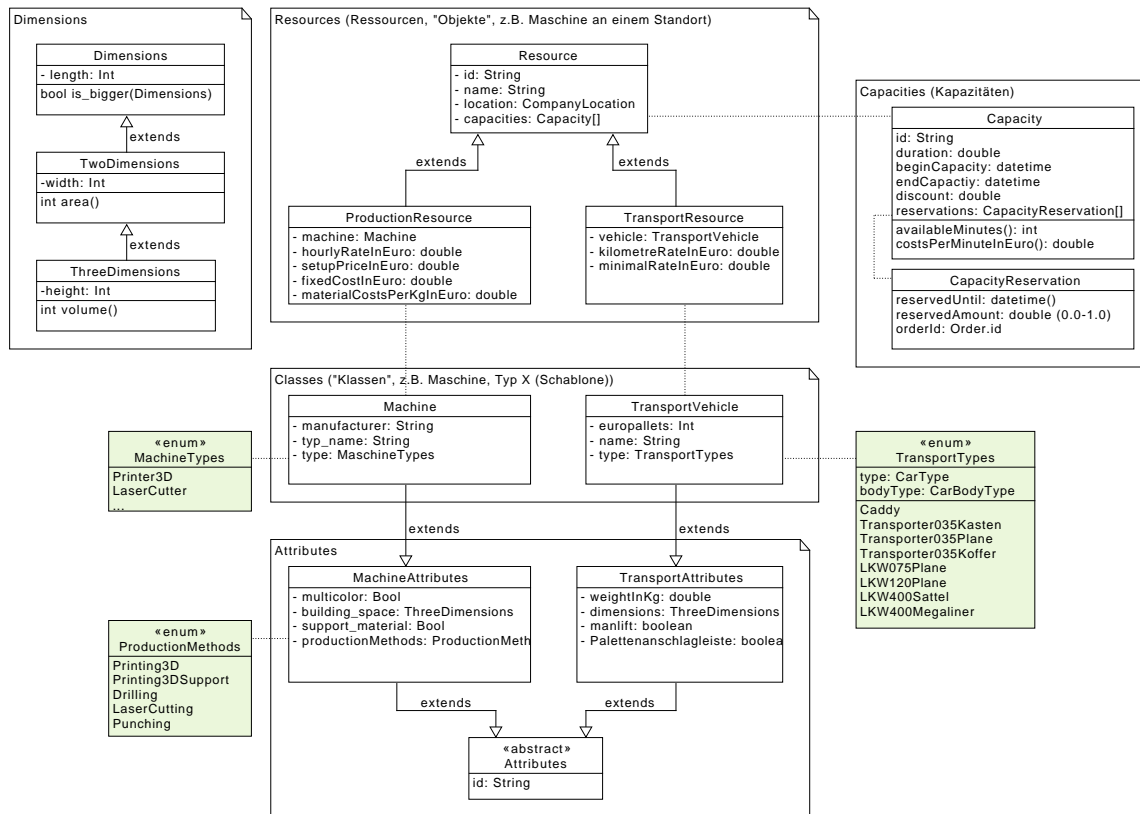 Dimensions
Dimensions
- length: Int
bool is_bigger(Dimensions)
extends
TwoDimensions
-width: Int
int area()
extends
ThreeDimensions
-height: Int
int volume()
Resources (Ressourcen, "Objekte", z.B. Maschine an einem Standort)
Resource
- id: String
- name: String
- location: CompanyLocation
- capacities: Capacity[]
extends
extends
ProductionResource
- machine: Machine
- hourlyRateInEuro: double
- setupPriceInEuro: double
- fixedCostInEuro: double
- materialCostsPerKgInEuro: double
TransportResource
- vehicle: TransportVehicle
- kilometreRateInEuro: double
- minimalRateInEuro: double
Capacities (Kapazitäten)
Capacity
id: String
duration: double
beginCapacity: datetime
endCapactiy: datetime
discount: double
reservations: CapacityReservation[]
availableMinutes(): int
costsPerMinuteInEuro(): double
CapacityReservation
reservedUntil: datetime()
reservedAmount: double (0.0-1.0)
orderId: Order.id
Classes ("Klassen", z.B. Maschine, Typ X (Schablone))
Machine
- manufacturer: String
- typ_name: String
- type: MaschineTypes
TransportVehicle
- europallets: Int
- name: String
- type: TransportTypes
«enum»
MachineTypes
Printer3D
LaserCutter
...
«enum»
TransportTypes
type: CarType
bodyType: CarBodyType
Caddy
Transporter035Kasten
Transporter035Plane
Transporter035Koffer
LKW075Plane
LKW120Plane
LKW400Sattel
LKW400Megaliner
extends
extends
Attributes
MachineAttributes
- multicolor: Bool
- building_space: ThreeDimensions
- support_material: Bool
- productionMethods: ProductionMeth
TransportAttributes
- weightInKg: double
- dimensions: ThreeDimensions
- manlift: boolean
- Palettenanschlagleiste: boolea
«enum»
ProductionMethods
Printing3D
Printing3DSupport
Drilling
LaserCutting
Punching
extends
extends
«abstract»
Attributes
id: String